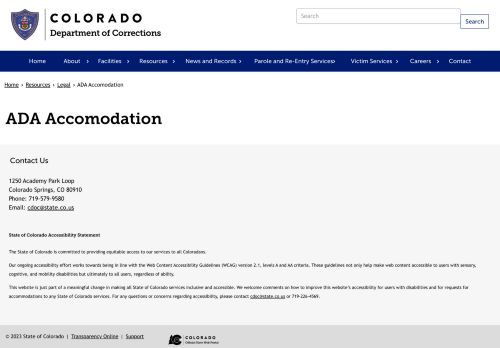 COLORADO
Department of Corrections
Search
Search
Home About › Facilities › Resources › News and Records › Parole and Re-Entry Services› Victim Services › Careers › Contact
Home › Resources › Legal › ADA Accomodation
ADA Accomodation
Contact Us
1250 Academy Park Loop
Colorado Springs, CO 80910
Phone: 719-579-9580
Email: cdoc@state.co.us
State of Colorado Accessibility Statement
The State of Colorado is committed to providing equitable access to our services to all Coloradans.
Our ongoing accessibility effort works towards being in line with the Web Content Accessibility Guidelines (WCAG) version 2.1, levels A and AA criteria. These guidelines not only help make web content accessible to users with sensory,
cognitive, and mobility disabilities but ultimately to all users, regardless of ability.
This website is just part of a meaningful change in making all State of Colorado services inclusive and accessible. We welcome comments on how to improve this website's accessibility for users with disabilities and for requests for
accommodations to any State of Colorado services. For any questions or concerns regarding accessibility, please contact cdoc@state.co.us or 719-226-4569.
© 2023 State of Colorado | Transparency Online | Support
COLORADO
Official State Web Portal